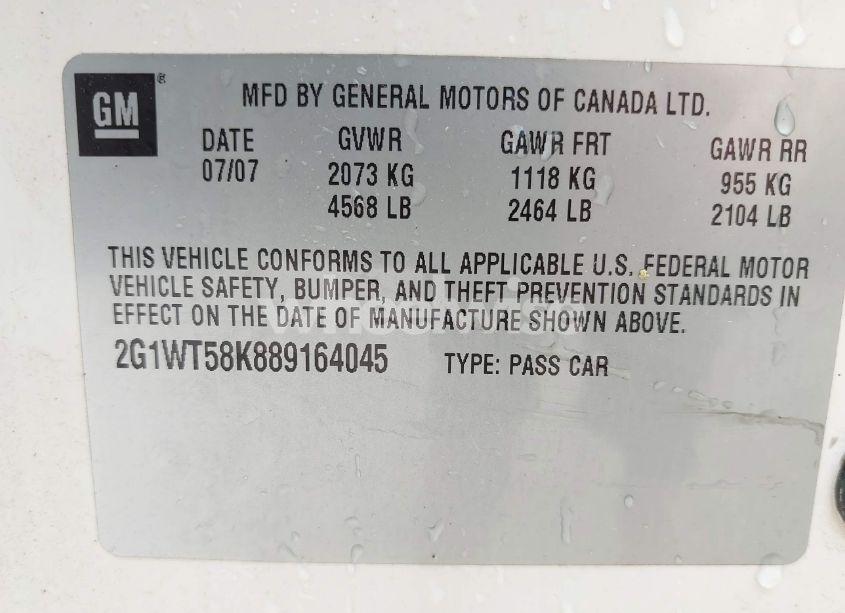 GM ®
MFD BY GENERAL MOTORS OF CANADA LTD.
DATE GVWR GAWR FRT GAWR RR
07/07 2073 KG 1118 KG 955 KG
4568 LB 2464 LB 2104 LB
THIS VEHICLE CONFORMS TO ALL APPLICABLE U.S. FEDERAL MOTOR
VEHICLE SAFETY, BUMPER, AND THEFT PREVENTION STANDARDS IN
EFFECT ON THE DATE OF MANUFACTURE SHOWN ABOVE.
2G1WT58K889164045 TYPE: PASS CAR